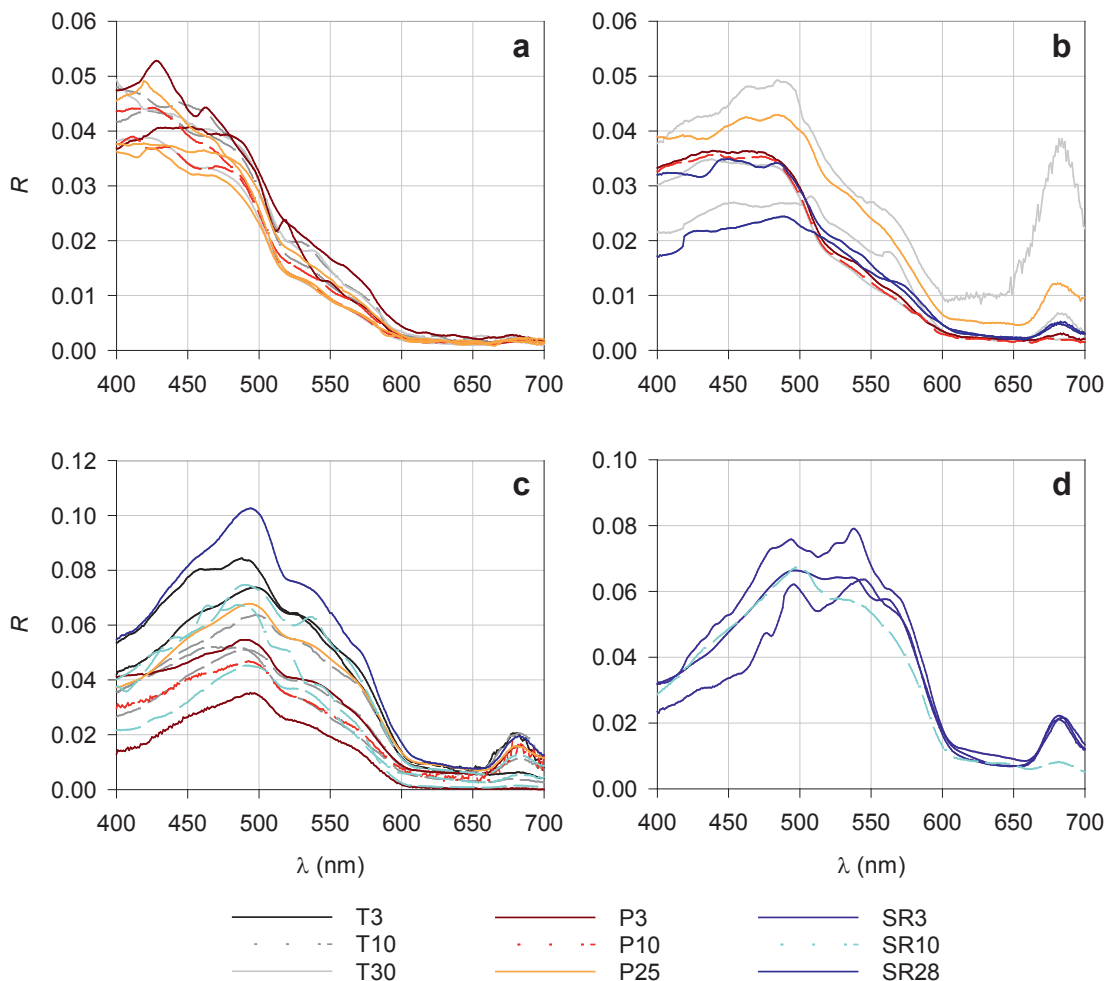 0.06 0.06
a b
0.05 0.05
0.04 0.04
R 0.03 0.03
0.02 0.02
0.01 0.01
0.00 0.00
400 450 500 550 600 650 700 400 450 500 550 600 650 700
0.12 0.10
c d
0.10 0.08
0.08 0.06
R 0.06 0.04
0.04 0.02
0.02 0.00
0.00
400 450 500 550 600 650 700 400 450 500 550 600 650 700
λ (nm) λ (nm)
T3 P3 SR3
T10 P10 SR10
T30 P25 SR28